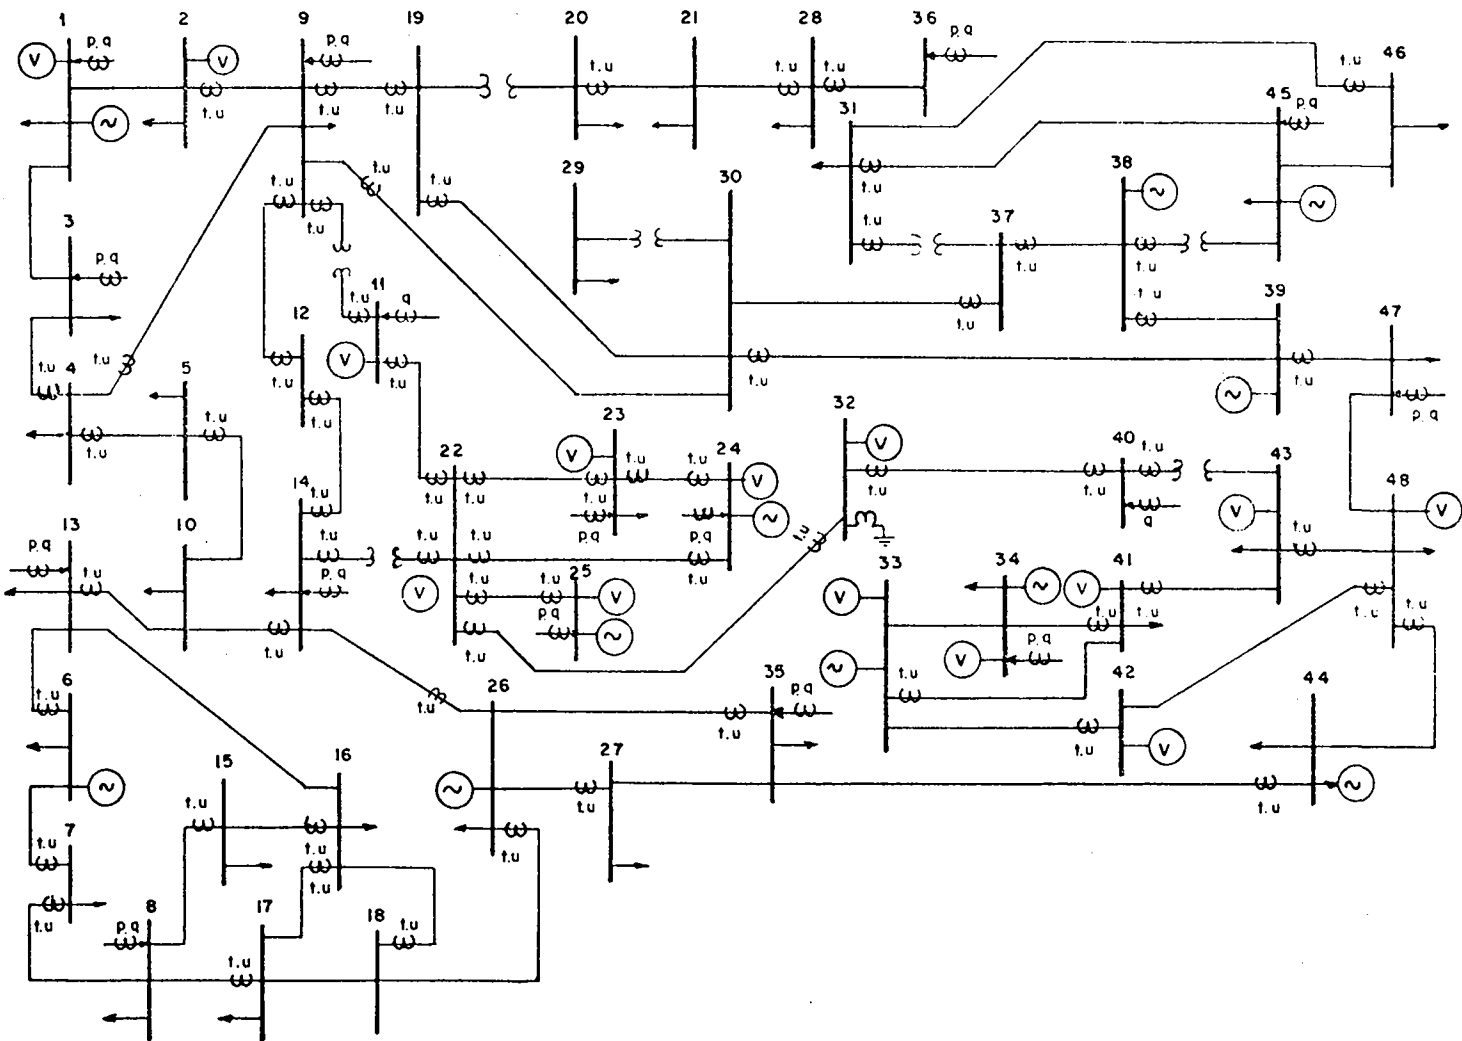 1 2 9 19 20 21 28 36
p,q p,q p,q 46
V V t.u
t.u t.u t.u t.u t.u t.u 45
t.u 31 p,q
~
29 30 38
3 t.u t.u t.u t.u ~ ~
t.u t.u 37
p,q t.u t.u t.u
11 t.u 39
12 t.u q t.u 47
4 5 t.u V t.u t.u
t.u t.u t.u ~ p,q
t.u 23 32
t.u 22 V t.u 24 V 40 t.u 43
t.u 14 t.u t.u t.u V t.u t.u 48
13 10 t.u t.u ~ q V V
p,q t.u t.u t.u p,q p,q t.u
t.u V t.u t.u 25 t.u 33 34 41 t.u
p,q t.u V V ~ V t.u t.u t.u t.u
t.u t.u p,q ~ V p,q
6 t.u 26 35 ~ t.u 42 44
t.u t.u p,q
15 16 27 t.u t.u V
~ t.u ~ t.u t.u ~
7 t.u t.u
t.u t.u t.u
t.u 8 17 18
p,q t.u t.u